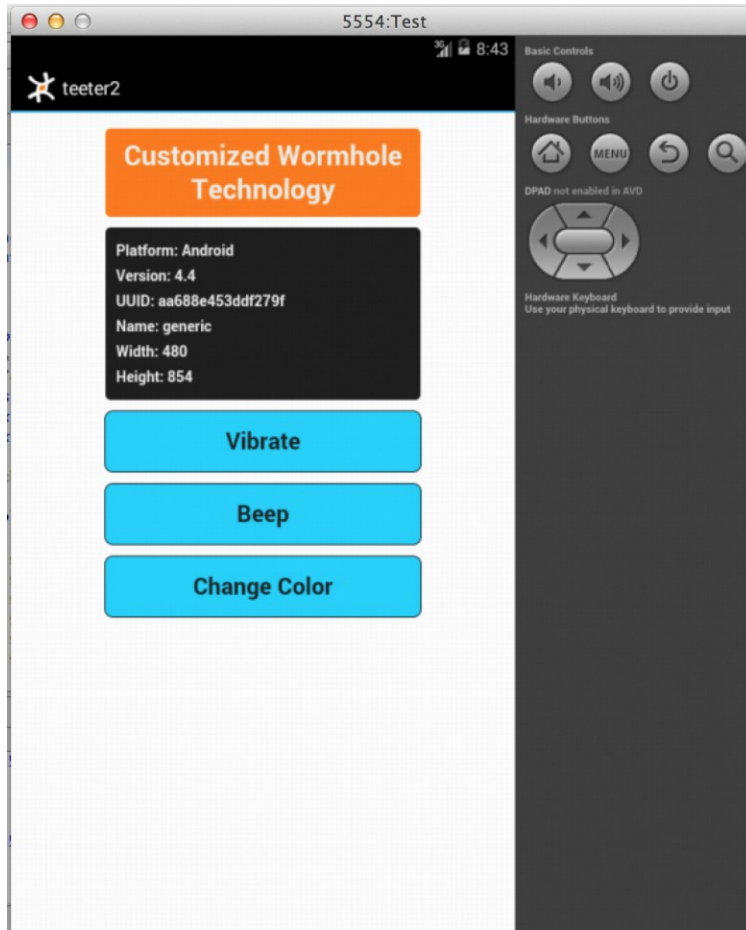 5554:Test
3G 8:43
teeter2
Customized Wormhole
Technology
Platform: Android
Version: 4.4
UUID: aa688e453ddf279f
Name: generic
Width: 480
Height: 854
Vibrate
Beep
Change Color
Basic Controls
Hardware Buttons
MENU
DPAD not enabled in AVD
Hardware Keyboard
Use your physical keyboard to provide input